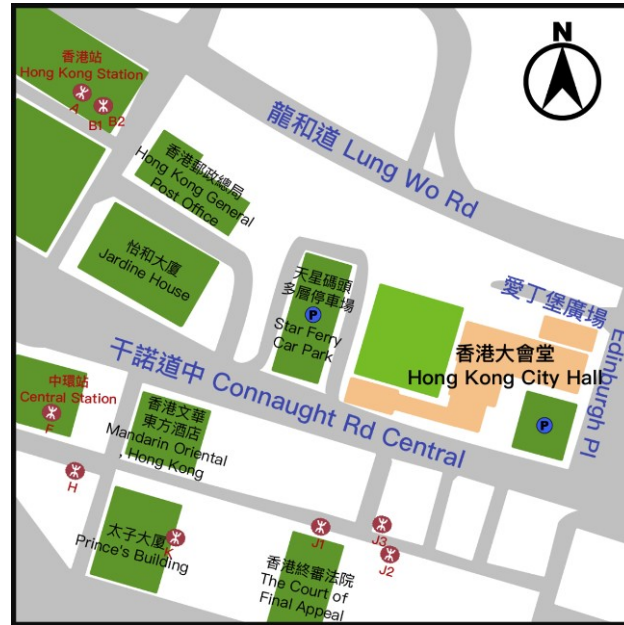 N
香港站
Hong Kong Station
A
B1
B2
龍和道 Lung Wo Rd
香港郵政總局
Hong Kong General
Post Office
怡和大廈
Jardine House
天星碼頭
多層停車場
P
Star Ferry
Car Park
愛丁堡廣場
Edinburgh Pl
香港大會堂
Hong Kong City Hall
P
干諾道中 Connaught Rd Central
中環站
Central Station
F
香港文華
東方酒店
Mandarin Oriental
, Hong Kong
H
太子大廈
Prince's Building
K
J1
J3
J2
香港終審法院
The Court of
Final Appeal